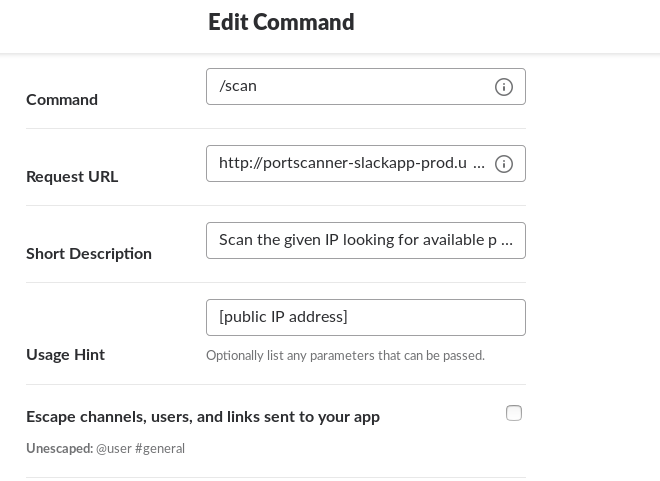 Edit Command
Command
/scan
Request URL
http://portscanner-slackapp-prod.u ...
Short Description
Scan the given IP looking for available p ...
Usage Hint
[public IP address]
Optionally list any parameters that can be passed.
Escape channels, users, and links sent to your app
Unescaped: @user #general